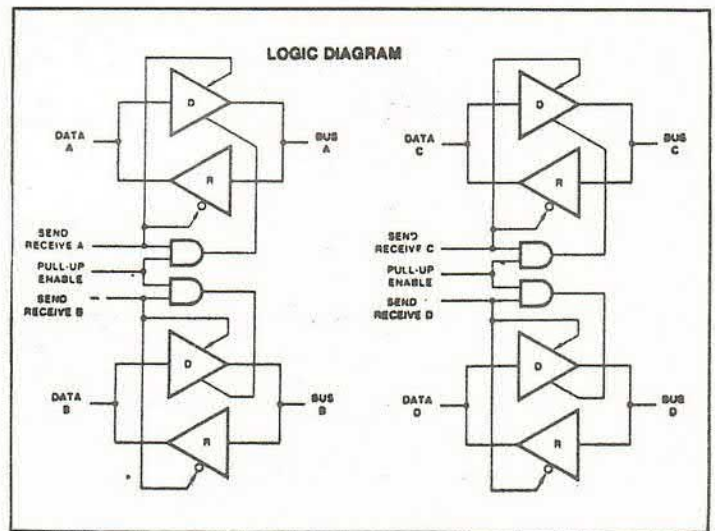 LOGIC DIAGRAM
D
DATA
A
BUS
A
R
SEND
RECEIVE A
PULL-UP
ENABLE
SEND
RECEIVE B
D
DATA
B
BUS
B
R
D
DATA
C
BUS
C
R
SEND
RECEIVE C
PULL-UP
ENABLE
SEND
RECEIVE D
D
DATA
D
BUS
D
R